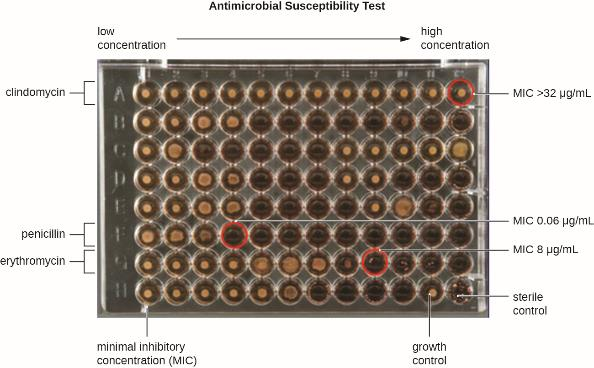 Antimicrobial Susceptibility Test
low
concentration
high
concentration
clindomycin
MIC >32 µg/mL
A
B
C
D
E
F
G
H
MIC 0.06 µg/mL
penicillin
MIC 8 µg/mL
erythromycin
sterile
control
minimal inhibitory
concentration (MIC)
growth
control